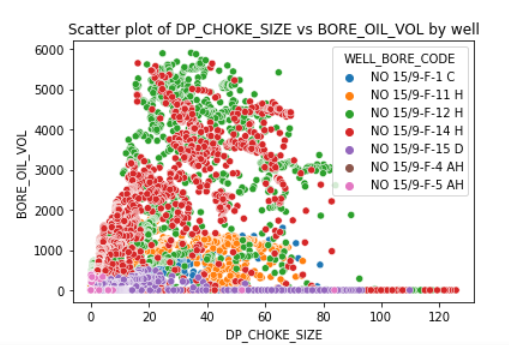 Scatter plot of DP_CHOKE_SIZE vs BORE_OIL_VOL by well
6000
5000
4000
3000
2000
1000
0
BORE_OIL_VOL
WELL_BORE_CODE
NO 15/9-F-1 C
NO 15/9-F-11 H
NO 15/9-F-12 H
NO 15/9-F-14 H
NO 15/9-F-15 D
NO 15/9-F-4 AH
NO 15/9-F-5 AH
0 20 40 60 80 100 120
DP_CHOKE_SIZE